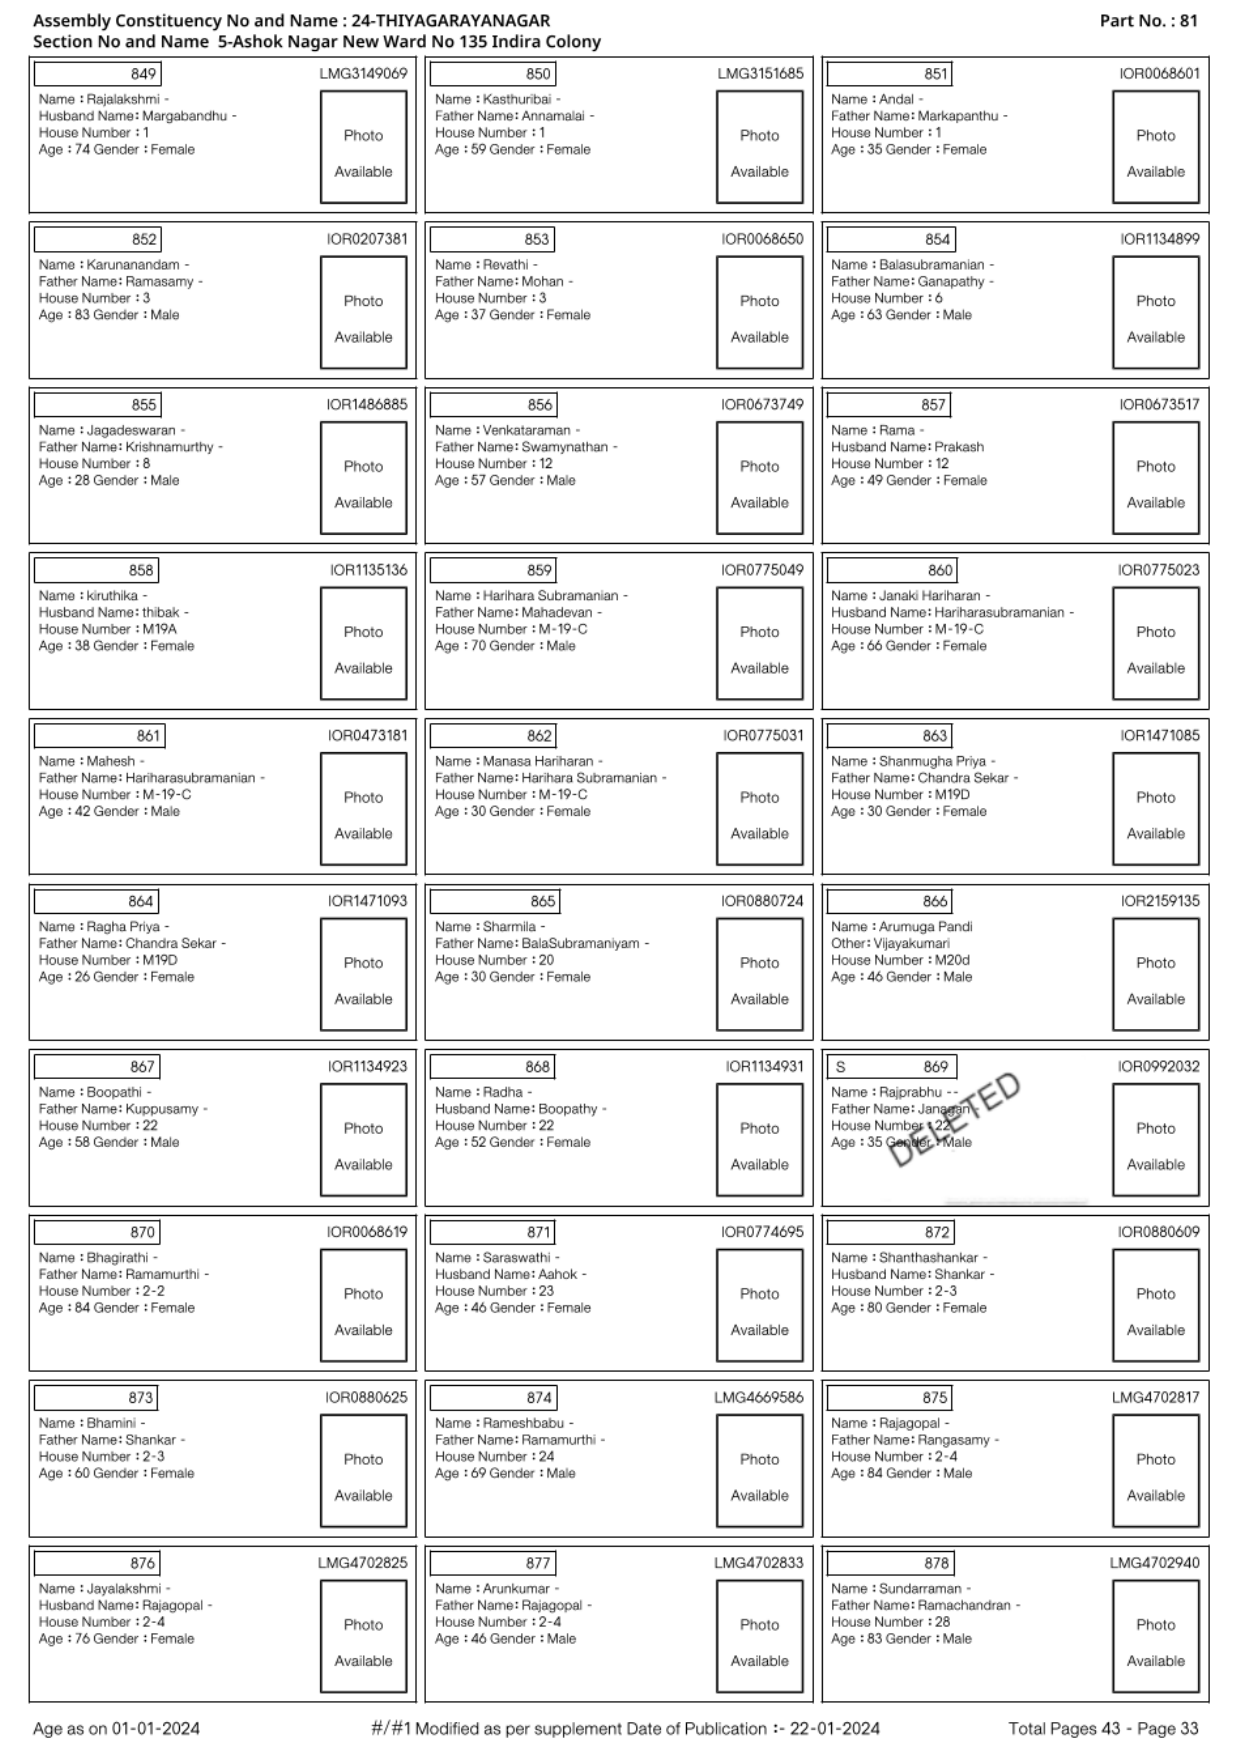 Assembly Constituency No and Name : 24-THIYAGARAYANAGAR Part No. : 81
Section No and Name 5-Ashok Nagar New Ward No 135 Indira Colony
849 LMG3149069
Name : Rajalakshmi -
Husband Name: Margabandhu -
House Number : 1
Age : 74 Gender : Female
Photo
Available
850 LMG3151685
Name : Kasthuribai -
Father Name: Annamalai -
House Number : 1
Age : 59 Gender : Female
Photo
Available
851 IOR0068601
Name : Andal -
Father Name: Markapanthu -
House Number : 1
Age : 35 Gender : Female
Photo
Available
852 IOR0207381
Name : Karunanandam -
Father Name: Ramasamy -
House Number : 3
Age : 83 Gender : Male
Photo
Available
853 IOR0068650
Name : Revathi -
Father Name: Mohan -
House Number : 3
Age : 37 Gender : Female
Photo
Available
854 IOR1134899
Name : Balasubramanian -
Father Name: Ganapathy -
House Number : 6
Age : 63 Gender : Male
Photo
Available
855 IOR1486885
Name : Jagadeswaran -
Father Name: Krishnamurthy -
House Number : 8
Age : 28 Gender : Male
Photo
Available
856 IOR0673749
Name : Venkataraman -
Father Name: Swamynathan -
House Number : 12
Age : 57 Gender : Male
Photo
Available
857 IOR0673517
Name : Rama -
Husband Name: Prakash
House Number : 12
Age : 49 Gender : Female
Photo
Available
858 IOR1135136
Name : kiruthika -
Husband Name: thibak -
House Number : M19A
Age : 38 Gender : Female
Photo
Available
859 IOR0775049
Name : Harihara Subramanian -
Father Name: Mahadevan -
House Number : M-19-C
Age : 70 Gender : Male
Photo
Available
860 IOR0775023
Name : Janaki Hariharan -
Husband Name: Hariharasubramanian -
House Number : M-19-C
Age : 66 Gender : Female
Photo
Available
861 IOR0473181
Name : Mahesh -
Father Name: Hariharasubramanian -
House Number : M-19-C
Age : 42 Gender : Male
Photo
Available
862 IOR0775031
Name : Manasa Hariharan -
Father Name: Harihara Subramanian -
House Number : M-19-C
Age : 30 Gender : Female
Photo
Available
863 IOR1471085
Name : Shanmugha Priya -
Father Name: Chandra Sekar -
House Number : M19D
Age : 30 Gender : Female
Photo
Available
864 IOR1471093
Name : Ragha Priya -
Father Name: Chandra Sekar -
House Number : M19D
Age : 26 Gender : Female
Photo
Available
865 IOR0880724
Name : Sharmila -
Father Name: BalaSubramaniyam -
House Number : 20
Age : 30 Gender : Female
Photo
Available
866 IOR2159135
Name : Arumuga Pandi
Other: Vijayakumari
House Number : M20d
Age : 46 Gender : Male
Photo
Available
867 IOR1134923
Name : Boopathi -
Father Name: Kuppusamy -
House Number : 22
Age : 58 Gender : Male
Photo
Available
868 IOR1134931
Name : Radha -
Husband Name: Boopathy -
House Number : 22
Age : 52 Gender : Female
Photo
Available
S 869 IOR0992032
Name : Rajprabhu --
Father Name: Janagan -
House Number : 22
Age : 35 Gender : Male
DELETED
Photo
Available
870 IOR0068619
Name : Bhagirathi -
Father Name: Ramamurthi -
House Number : 2-2
Age : 84 Gender : Female
Photo
Available
871 IOR0774695
Name : Saraswathi -
Husband Name: Aahok -
House Number : 23
Age : 46 Gender : Female
Photo
Available
872 IOR0880609
Name : Shanthashankar -
Husband Name: Shankar -
House Number : 2-3
Age : 80 Gender : Female
Photo
Available
873 IOR0880625
Name : Bhamini -
Father Name: Shankar -
House Number : 2-3
Age : 60 Gender : Female
Photo
Available
874 LMG4669586
Name : Rameshbabu -
Father Name: Ramamurthi -
House Number : 24
Age : 69 Gender : Male
Photo
Available
875 LMG4702817
Name : Rajagopal -
Father Name: Rangasamy -
House Number : 2-4
Age : 84 Gender : Male
Photo
Available
876 LMG4702825
Name : Jayalakshmi -
Husband Name: Rajagopal -
House Number : 2-4
Age : 76 Gender : Female
Photo
Available
877 LMG4702833
Name : Arunkumar -
Father Name: Rajagopal -
House Number : 2-4
Age : 46 Gender : Male
Photo
Available
878 LMG4702940
Name : Sundarraman -
Father Name: Ramachandran -
House Number : 28
Age : 83 Gender : Male
Photo
Available
Age as on 01-01-2024 #/#1 Modified as per supplement Date of Publication :- 22-01-2024 Total Pages 43 - Page 33